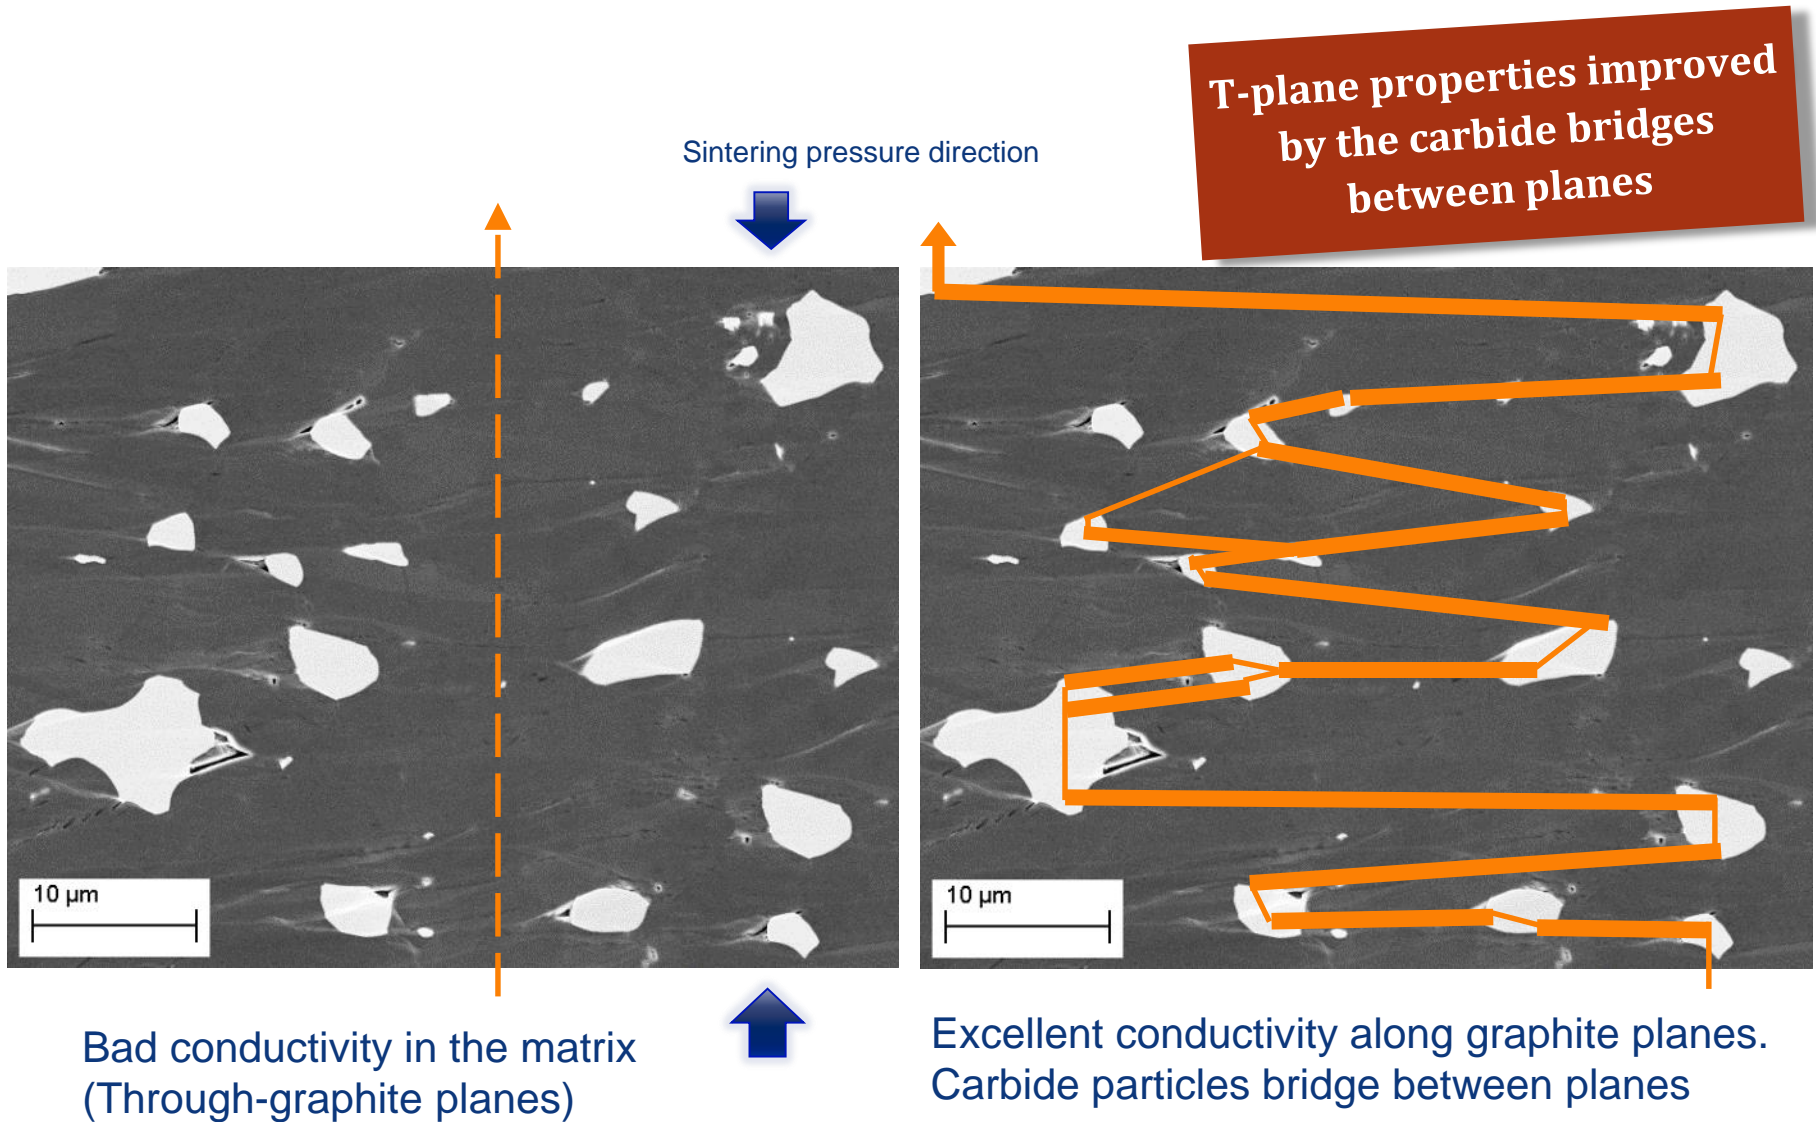 T-plane properties improved
by the carbide bridges
between planes
Sintering pressure direction
10 µm
10 µm
Bad conductivity in the matrix
(Through-graphite planes)
Excellent conductivity along graphite planes.
Carbide particles bridge between planes